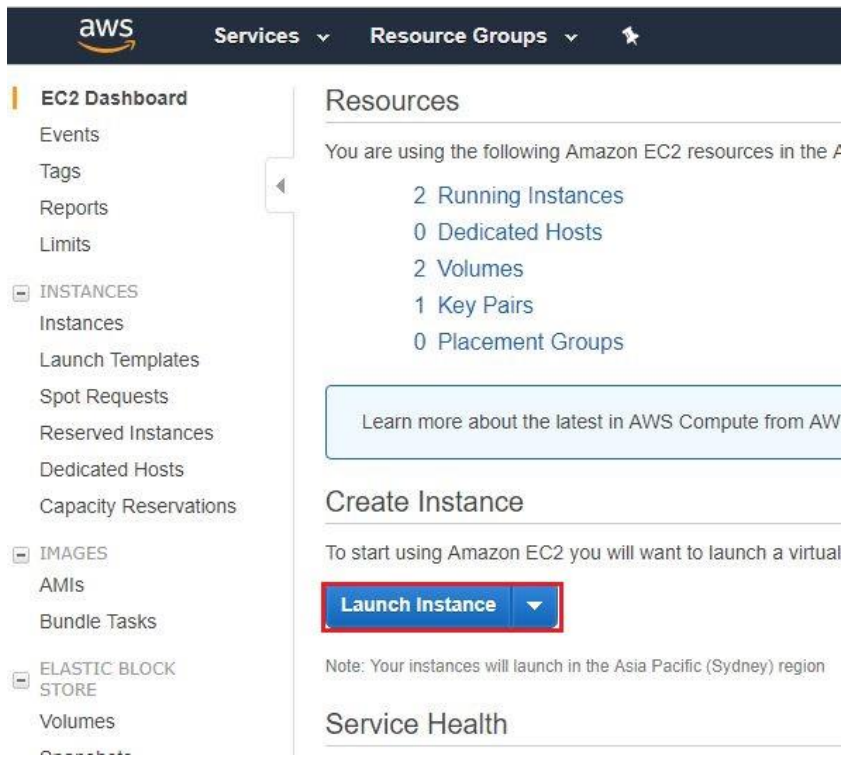 aws
Services
Resource Groups
EC2 Dashboard
Events
Tags
Reports
Limits
INSTANCES
Instances
Launch Templates
Spot Requests
Reserved Instances
Dedicated Hosts
Capacity Reservations
IMAGES
AMIs
Bundle Tasks
ELASTIC BLOCK
STORE
Volumes
Resources
You are using the following Amazon EC2 resources in the A
2 Running Instances
0 Dedicated Hosts
2 Volumes
1 Key Pairs
0 Placement Groups
Learn more about the latest in AWS Compute from AW
Create Instance
To start using Amazon EC2 you will want to launch a virtual
Launch Instance
Note: Your instances will launch in the Asia Pacific (Sydney) region
Service Health